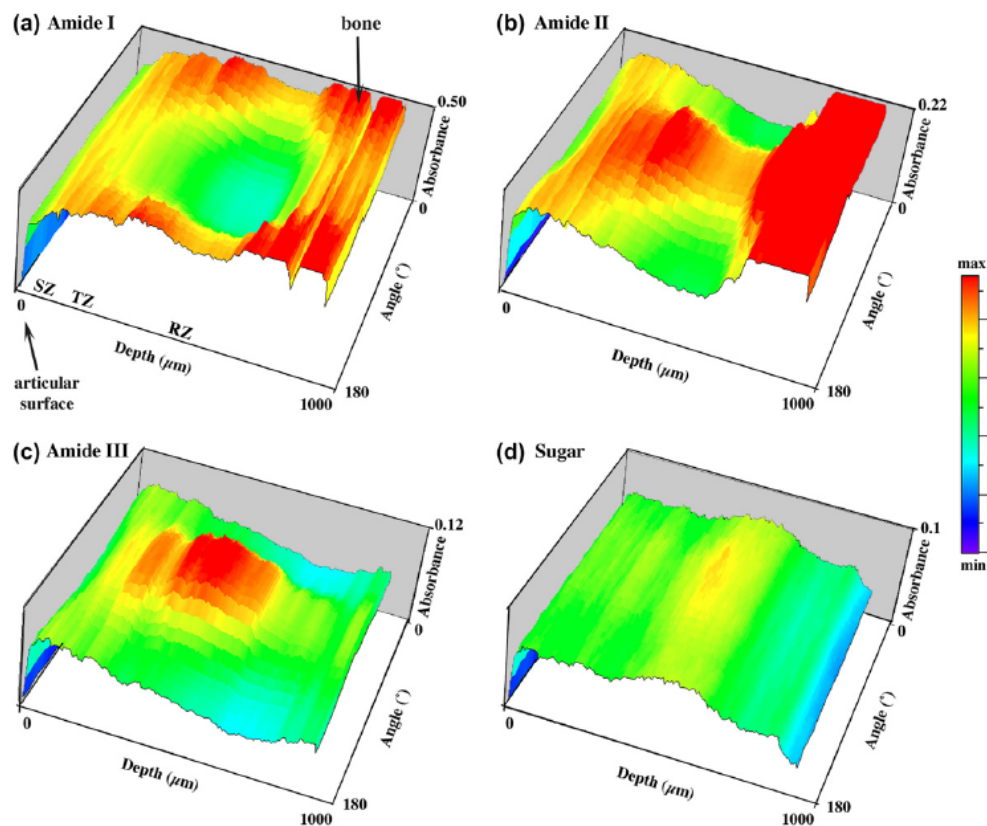 (a) Amide I
bone
0.50
Absorbance
0
Angle (°)
SZ TZ
0
RZ
Depth (µm)
180
1000
articular
surface
(b) Amide II
0.22
Absorbance
0
Angle (°)
0
Depth (µm)
180
1000
max
min
(c) Amide III
0.12
Absorbance
0
Angle (°)
0
Depth (µm)
180
1000
(d) Sugar
0.1
Absorbance
0
Angle (°)
0
Depth (µm)
180
1000